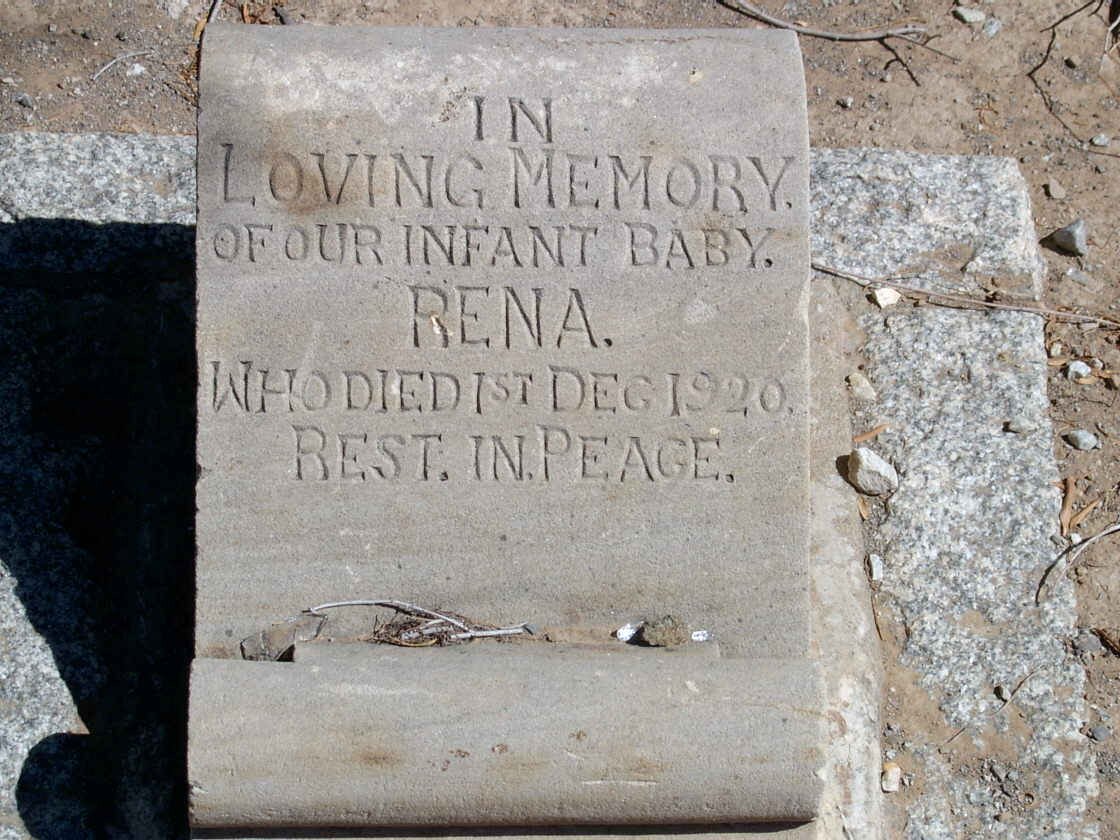 IN
LOVING MEMORY.
OF OUR INFANT BABY.
RENA.
WHO DIED 1ST DEC 1920.
REST. IN. PEACE.